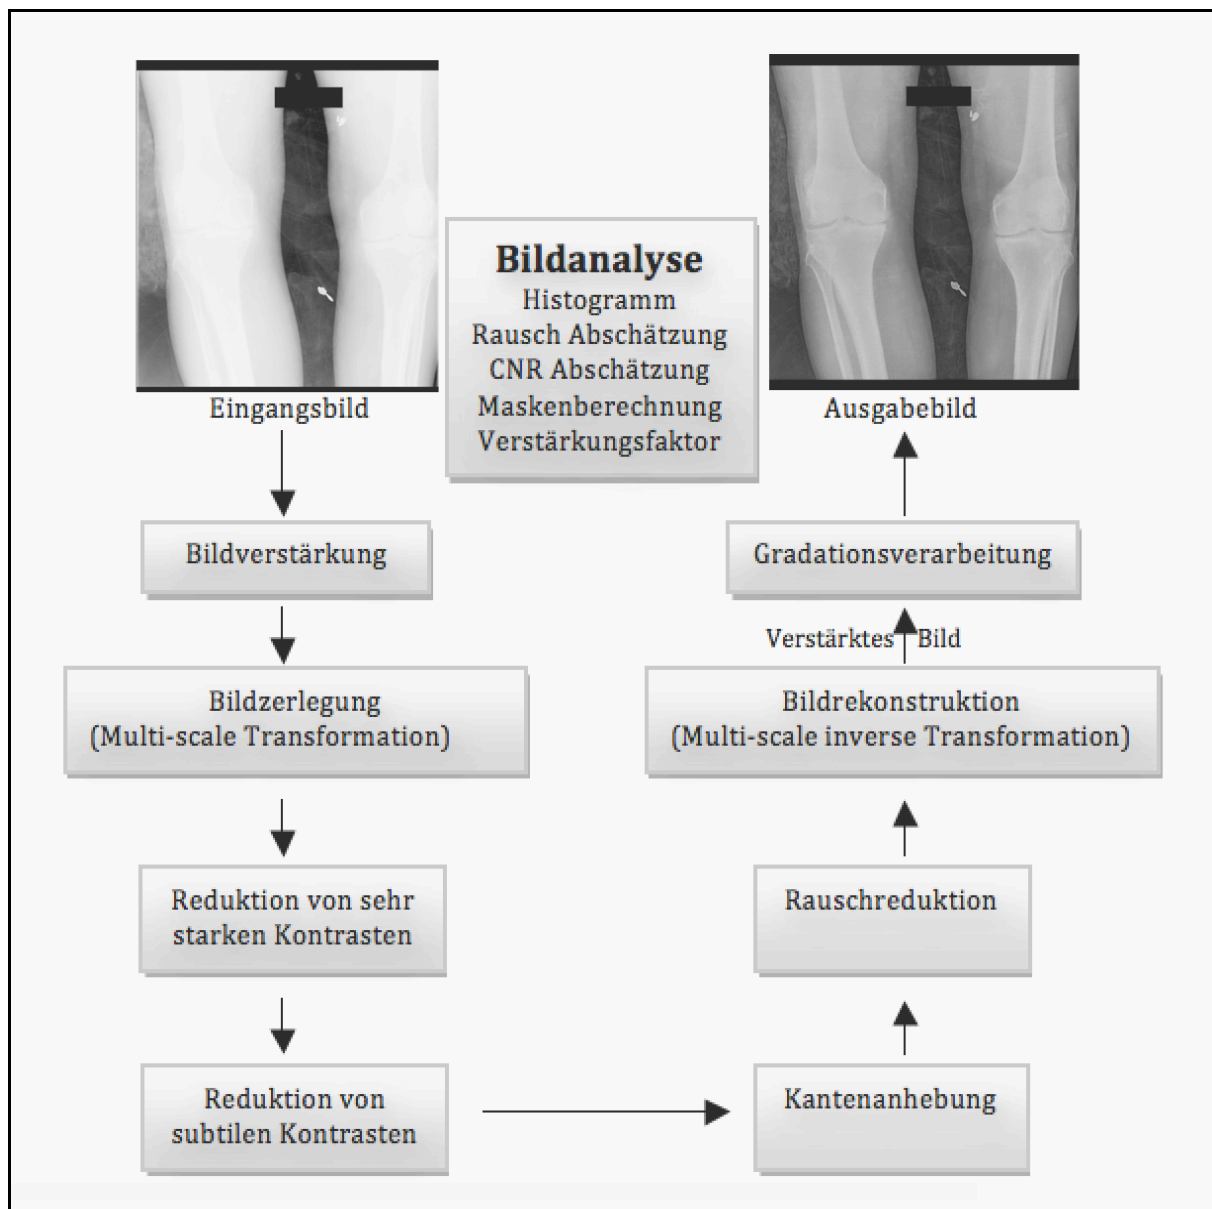 Eingangsbild
Bildanalyse
Histogramm
Rausch Abschätzung
CNR Abschätzung
Maskenberechnung
Verstärkungsfaktor
Ausgabebild
Bildverstärkung
Bildzerlegung
(Multi-scale Transformation)
Reduktion von sehr
starken Kontrasten
Reduktion von
subtilen Kontrasten
Kantenanhebung
Rauschreduktion
Bildrekonstruktion
(Multi-scale inverse Transformation)
Verstärktes Bild
Gradationsverarbeitung